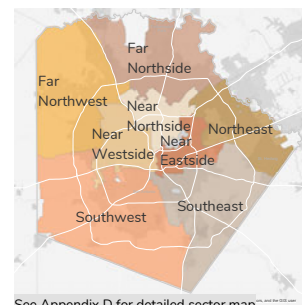 Far
Northside
Far
Northwest
Near
Northside
Near
Westside
Near
Eastside
Northeast
Southwest
Southeast
See Appendix D for detailed sector map